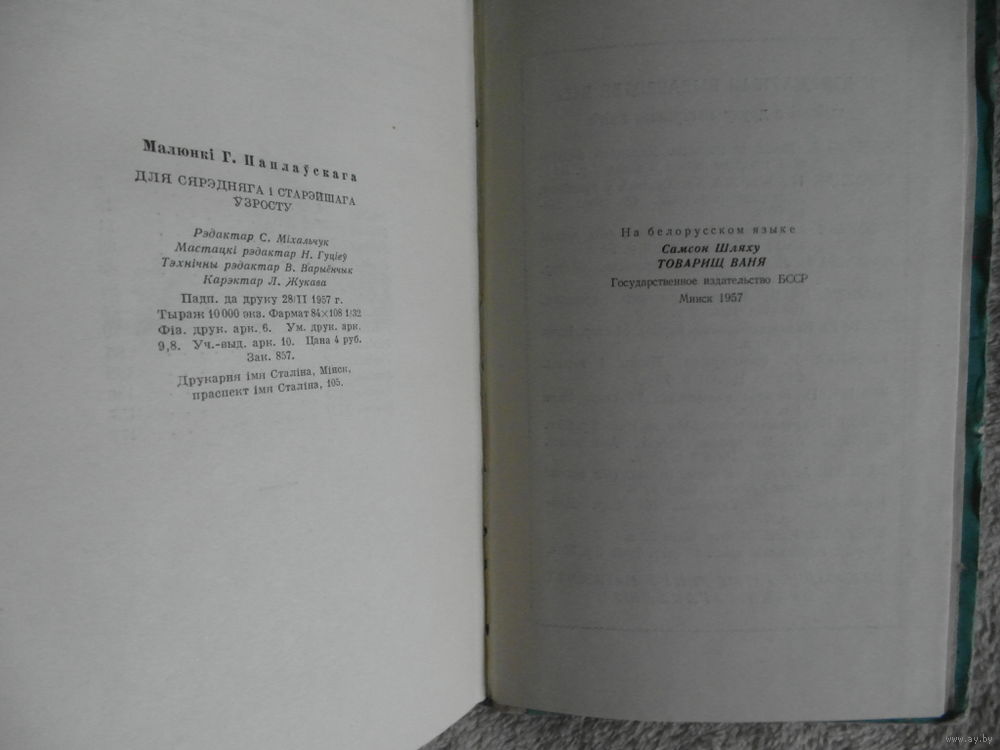 Малюнкі Г. Паплаўскага
ДЛЯ СЯРЭДНЯГА І СТАРЭЙШАГА
ЎЗРОСТУ
Рэдактар С. Міхальчук
Мастацкі рэдактар Н. Гуціеў
Тэхнічны рэдактар В. Варыёнчык
Карэктар Л. Жукава
Падп. да друку 28/II 1957 г.
Тыраж 10 000 экз. Фармат 84×108 1/32
Фіз. друк. арк. 6. Ум. друк. арк.
9,8. Уч.-выд. арк. 10. Цана 4 руб.
Зак. 857.
Друкарня імя Сталіна, Мінск,
праспект імя Сталіна, 105.
На белорусском языке
Самсон Шляху
ТОВАРИЩ ВАНЯ
Государственное издательство БССР
Минск 1957
www.ay.by